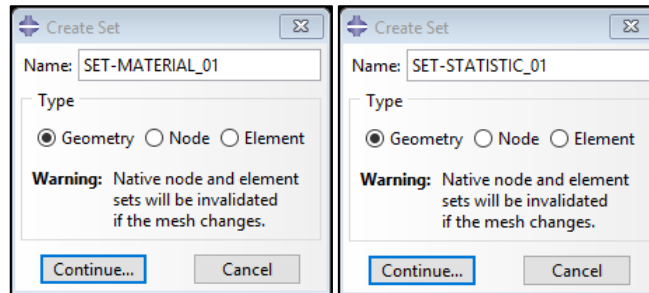 Create Set
Name: SET-MATERIAL_01
Type
Geometry Node Element
Warning: Native node and element
sets will be invalidated
if the mesh changes.
Continue... Cancel
Create Set
Name: SET-STATISTIC_01
Type
Geometry Node Element
Warning: Native node and element
sets will be invalidated
if the mesh changes.
Continue... Cancel